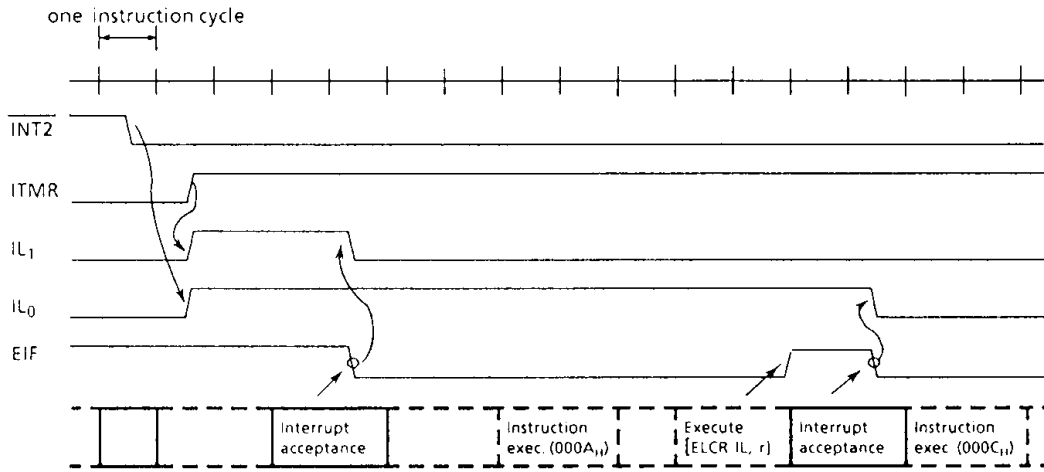 one instruction cycle
INT2
ITMR
IL1
IL0
EIF
Interrupt
acceptance
Instruction
exec. (000AH)
Execute
[ELCR IL, r]
Interrupt
acceptance
Instruction
exec (000CH)